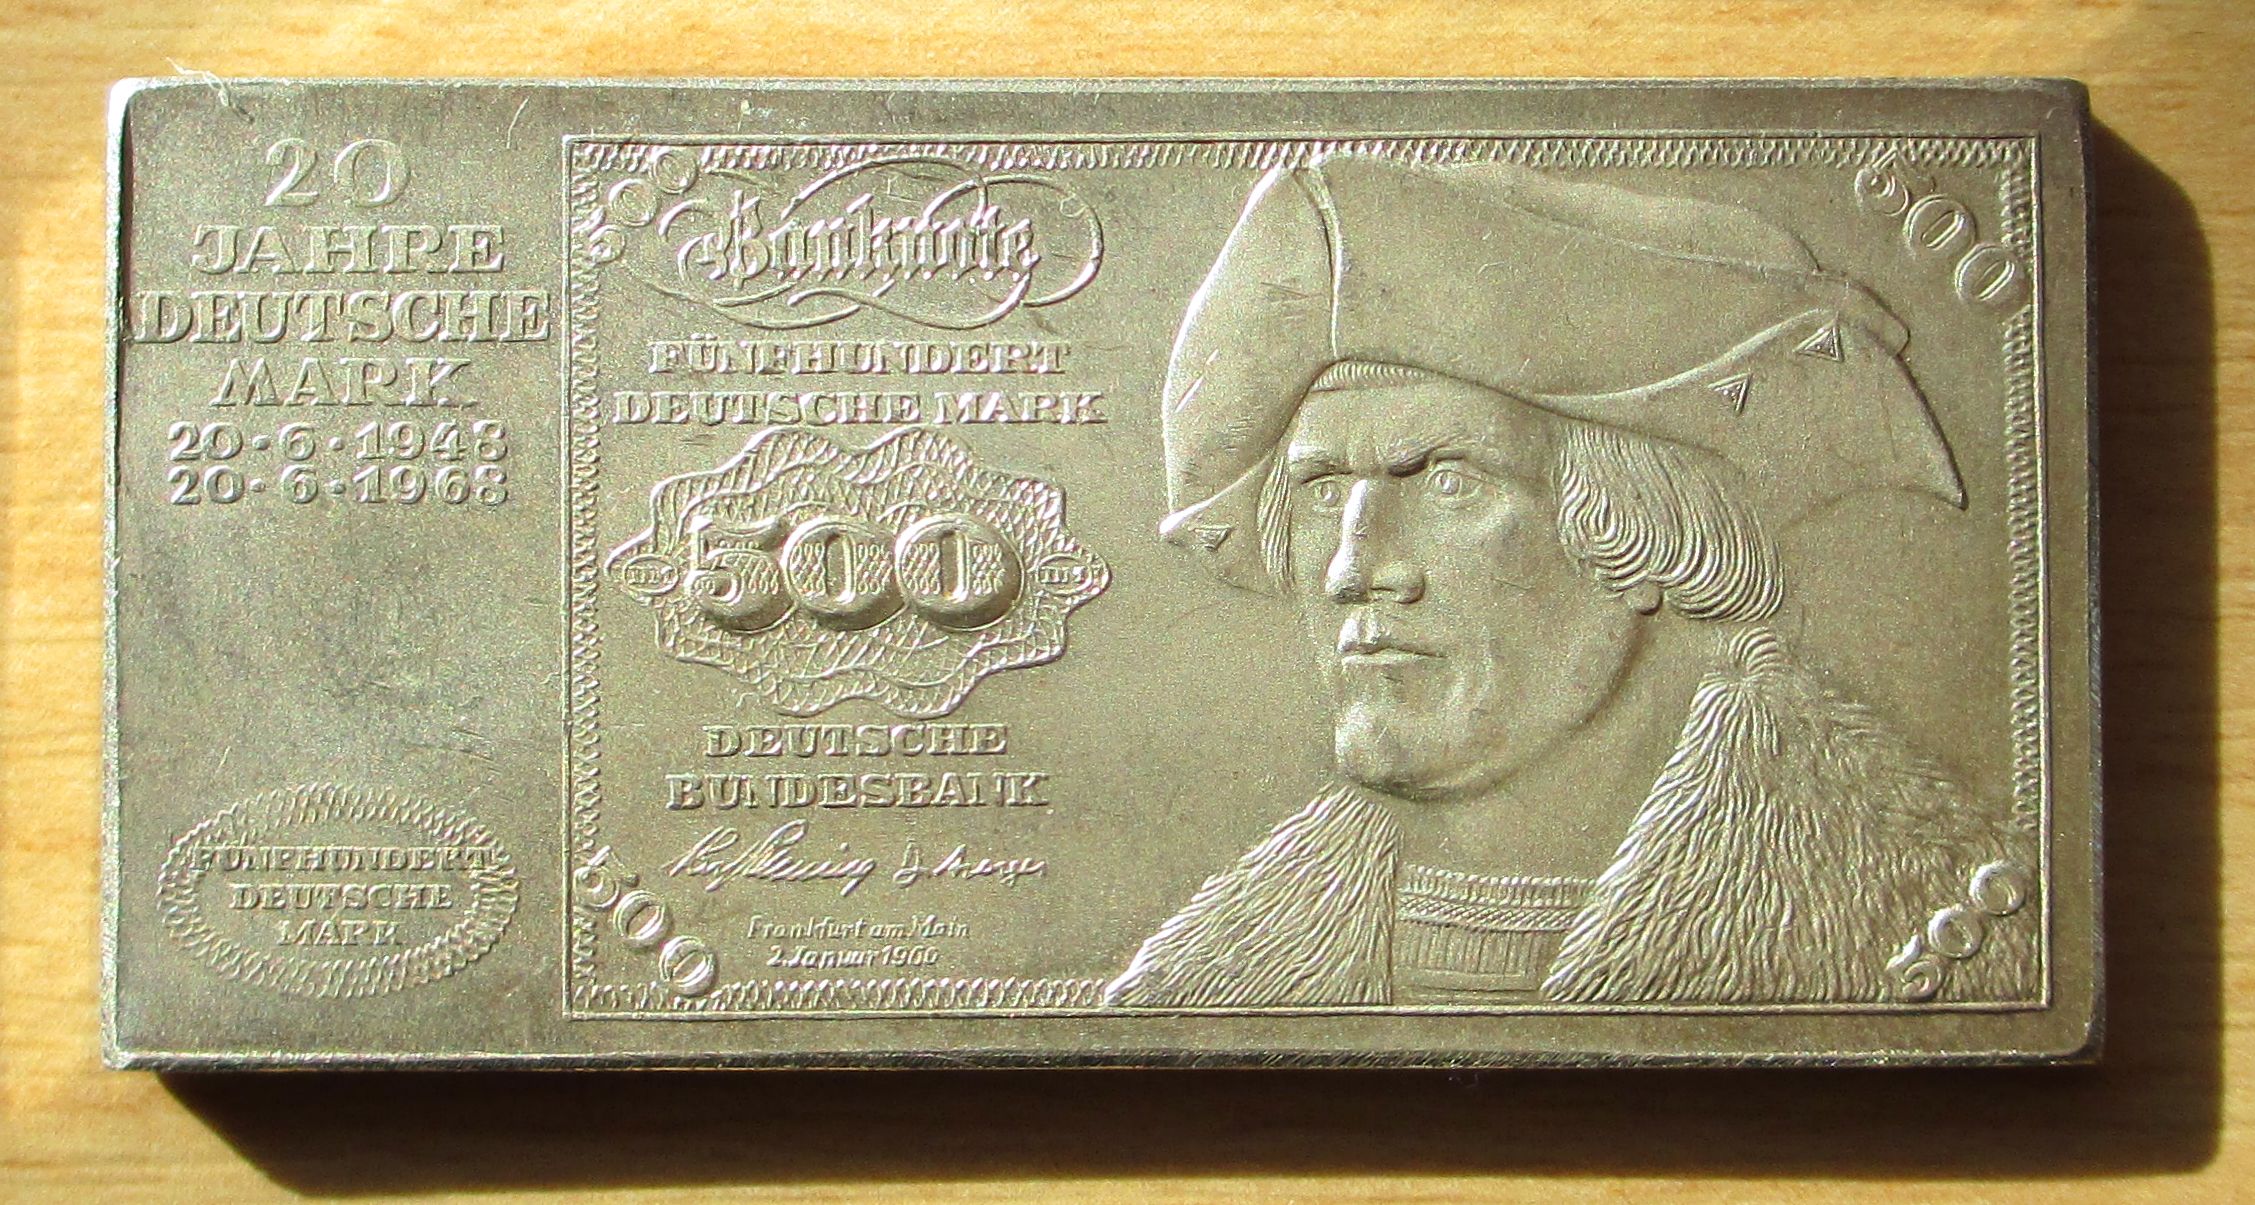 20
JAHRE
DEUTSCHE
MARK
20·6·1948
20·6·1968
FÜNFHUNDERT
DEUTSCHE
MARK
500
Banknote
FÜNFHUNDERT
DEUTSCHE MARK
500
DEUTSCHE
BUNDESBANK
Frankfurt am Main
2. Januar 1960
500
500
500